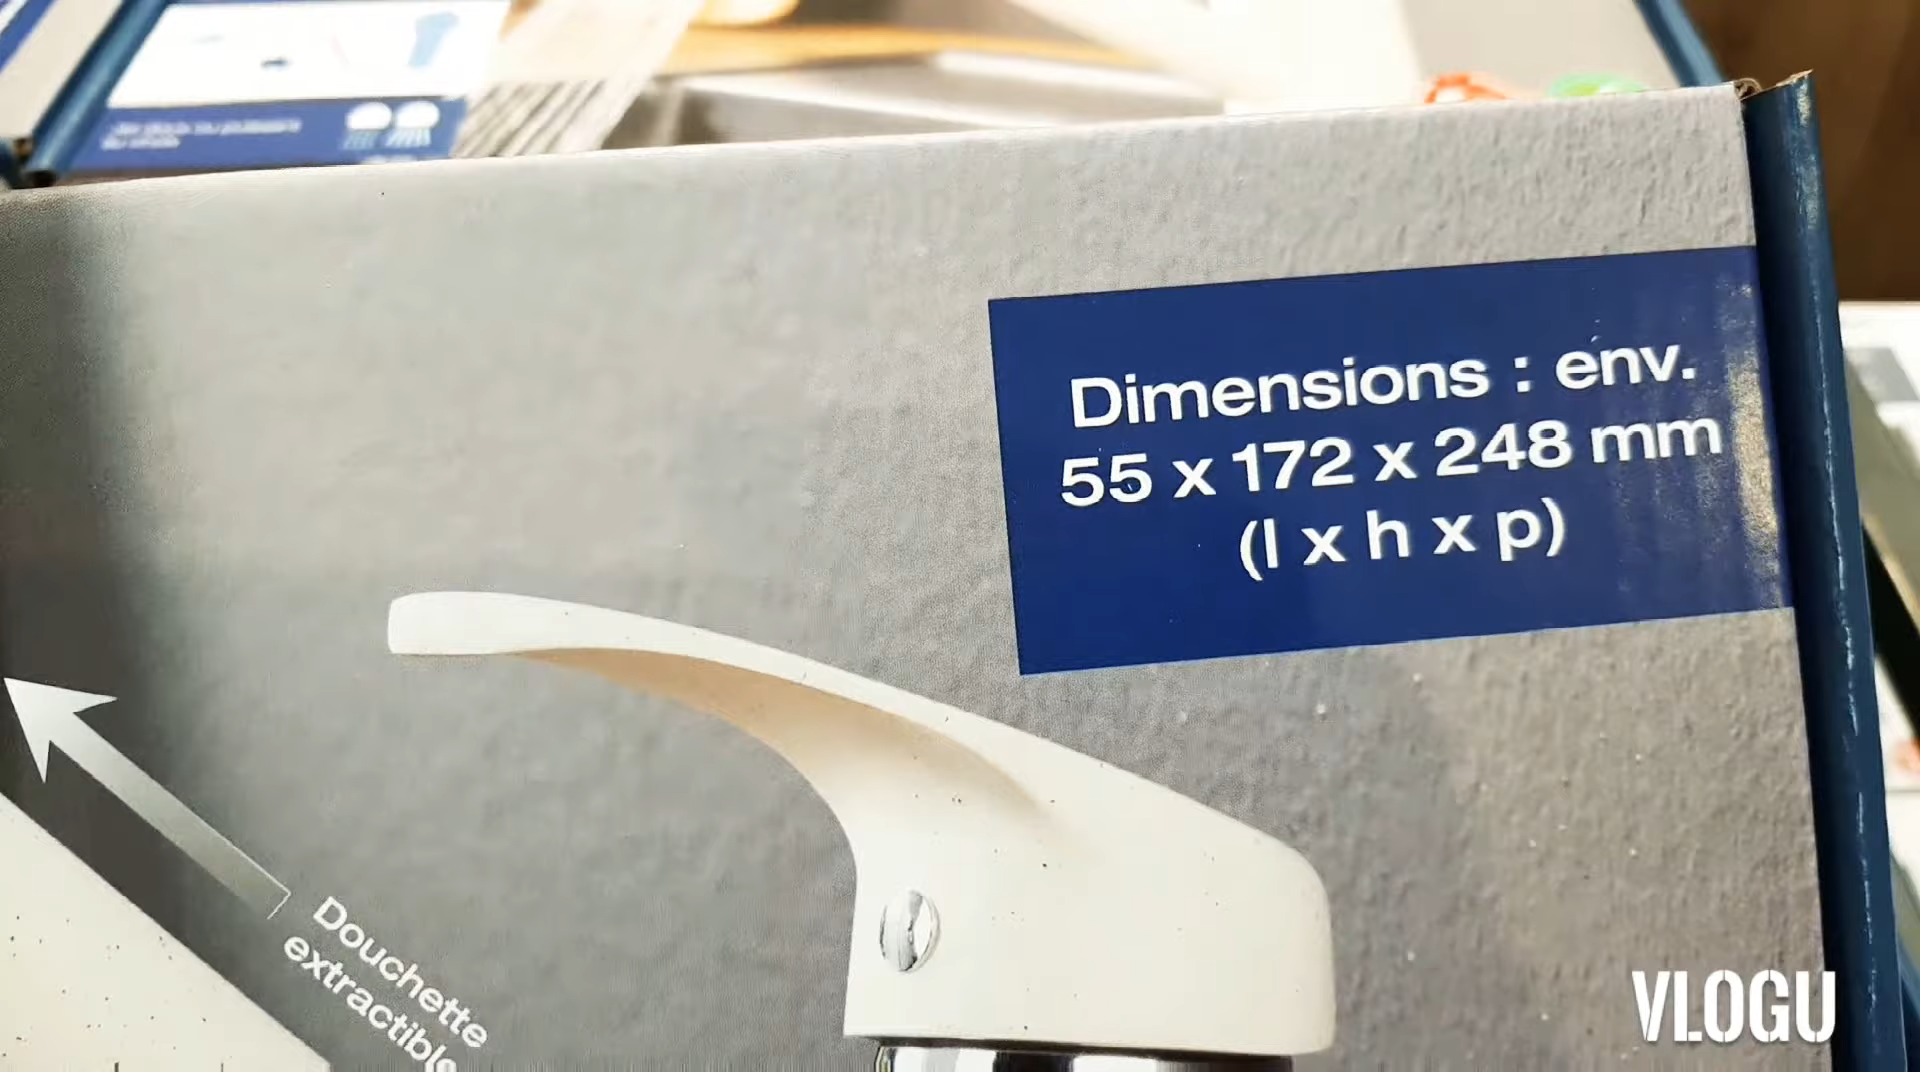 Dimensions : env.
55 x 172 x 248 mm
(l x h x p)
Douchette
extractible
VLOGU